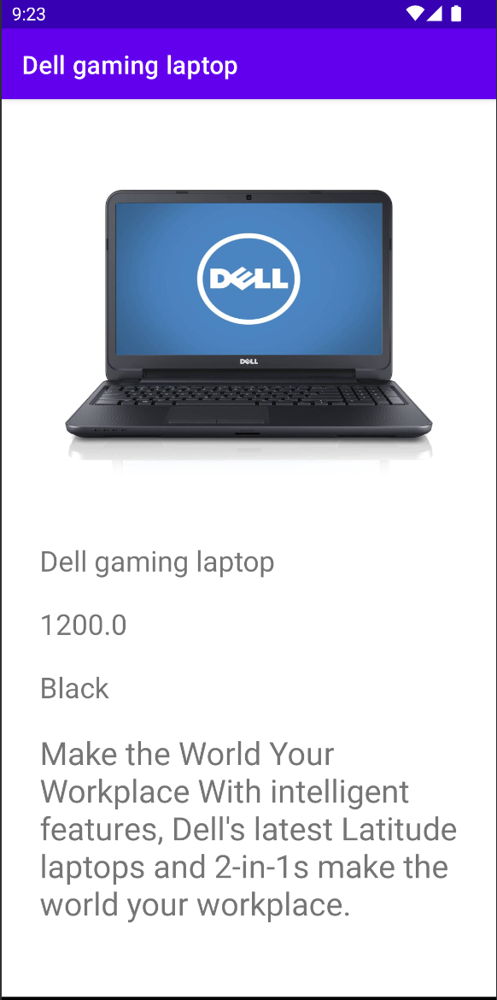 9:23
Dell gaming laptop
DELL
DELL
Dell gaming laptop
1200.0
Black
Make the World Your
Workplace With intelligent
features, Dell's latest Latitude
laptops and 2-in-1s make the
world your workplace.